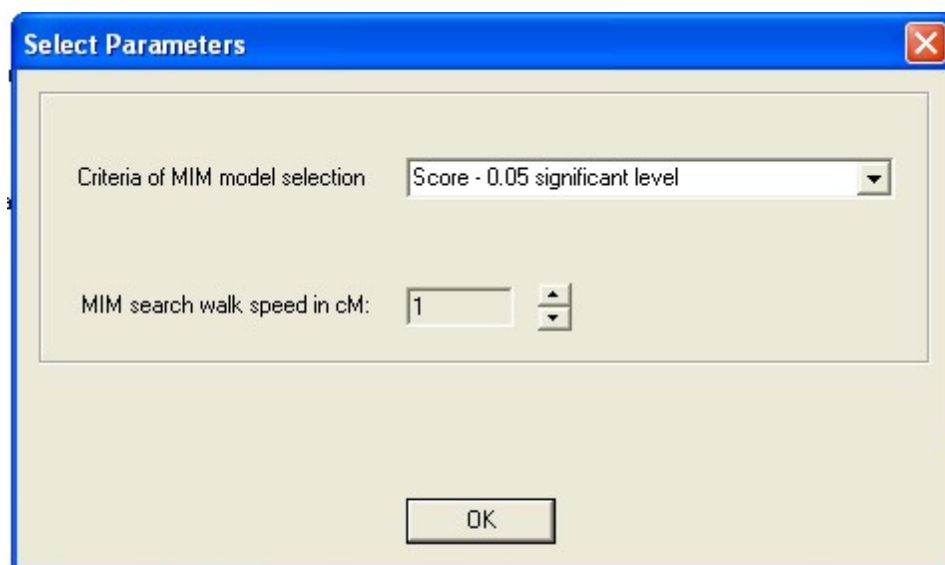 Select Parameters
Criteria of MIM model selection
Score - 0.05 significant level
MIM search walk speed in cM:
1
OK